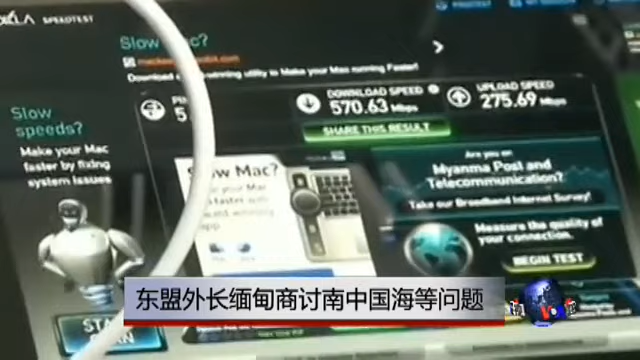 SPEEDTEST
Slow Mac?
Download winning utility to Make your Mac running Faster!
DOWNLOAD SPEED
570.63 Mbps
UPLOAD SPEED
275.69 Mbps
SHARE THIS RESULT
Slow
speeds?
Make your Mac
faster by fixing
system issues
Slow Mac?
Are you on
Myanma Post and
Telecommunication?
Take our Broadband Internet Survey!
Measure the quality of
your connection.
BEGIN TEST
东盟外长缅甸商讨南中国海等问题